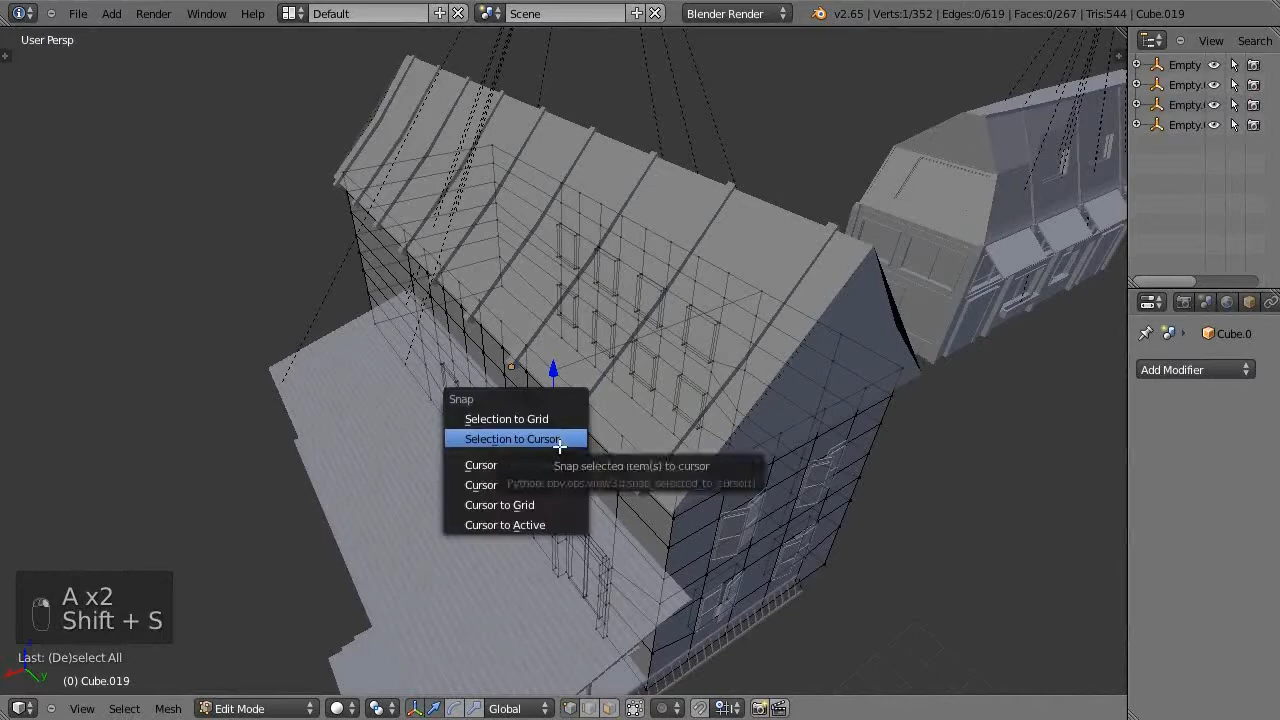 File Add Render Window Help Default Scene Blender Render v2.65 | Verts:1/352 | Edges:0/619 | Faces:0/267 | Tris:544 | Cube.019
User Persp
View Search
Empty
Empty.
Empty.
Empty.
Cube.0
Add Modifier
Snap
Selection to Grid
Selection to Cursor
Snap selected item(s) to cursor
Cursor
Cursor
Cursor to Grid
Cursor to Active
A x2
Shift + S
Last: (De)select All
(0) Cube.019
View Select Mesh Edit Mode Global